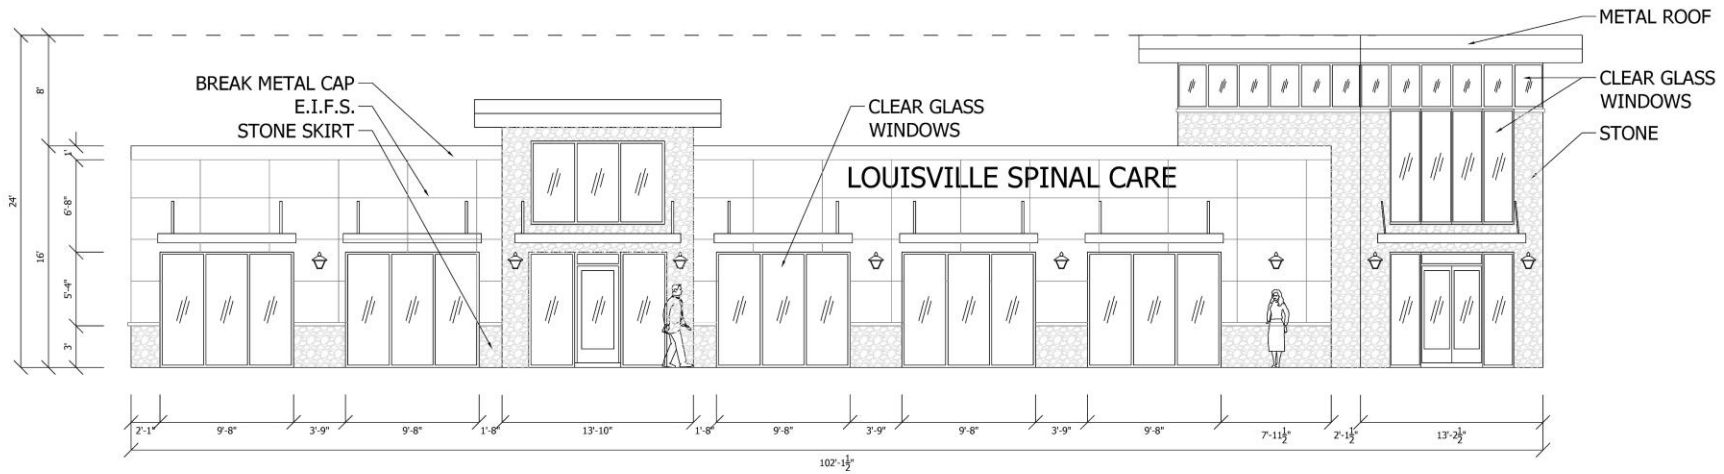 METAL ROOF
BREAK METAL CAP
E.I.F.S.
STONE SKIRT
CLEAR GLASS
WINDOWS
CLEAR GLASS
WINDOWS
STONE
LOUISVILLE SPINAL CARE
8'
1'
24'
6'-8"
16'
5'-4"
3'
2'-1"
9'-8"
3'-9"
9'-8"
1'-8"
13'-10"
1'-8"
9'-8"
3'-9"
9'-8"
3'-9"
9'-8"
7'-11½"
2'-1½"
13'-2½"
102'-1½"